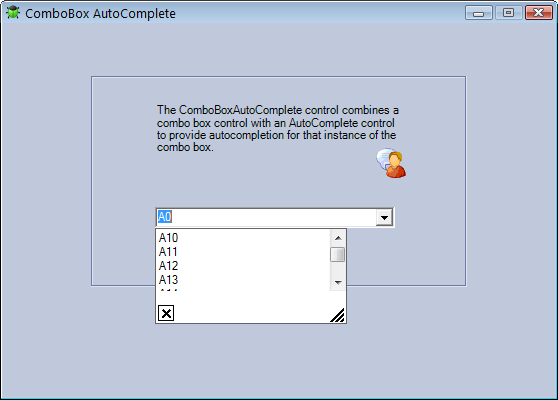 ComboBox AutoComplete
The ComboBoxAutoComplete control combines a
combo box control with an AutoComplete control
to provide autocompletion for that instance of the
combo box.
A0
A10
A11
A12
A13